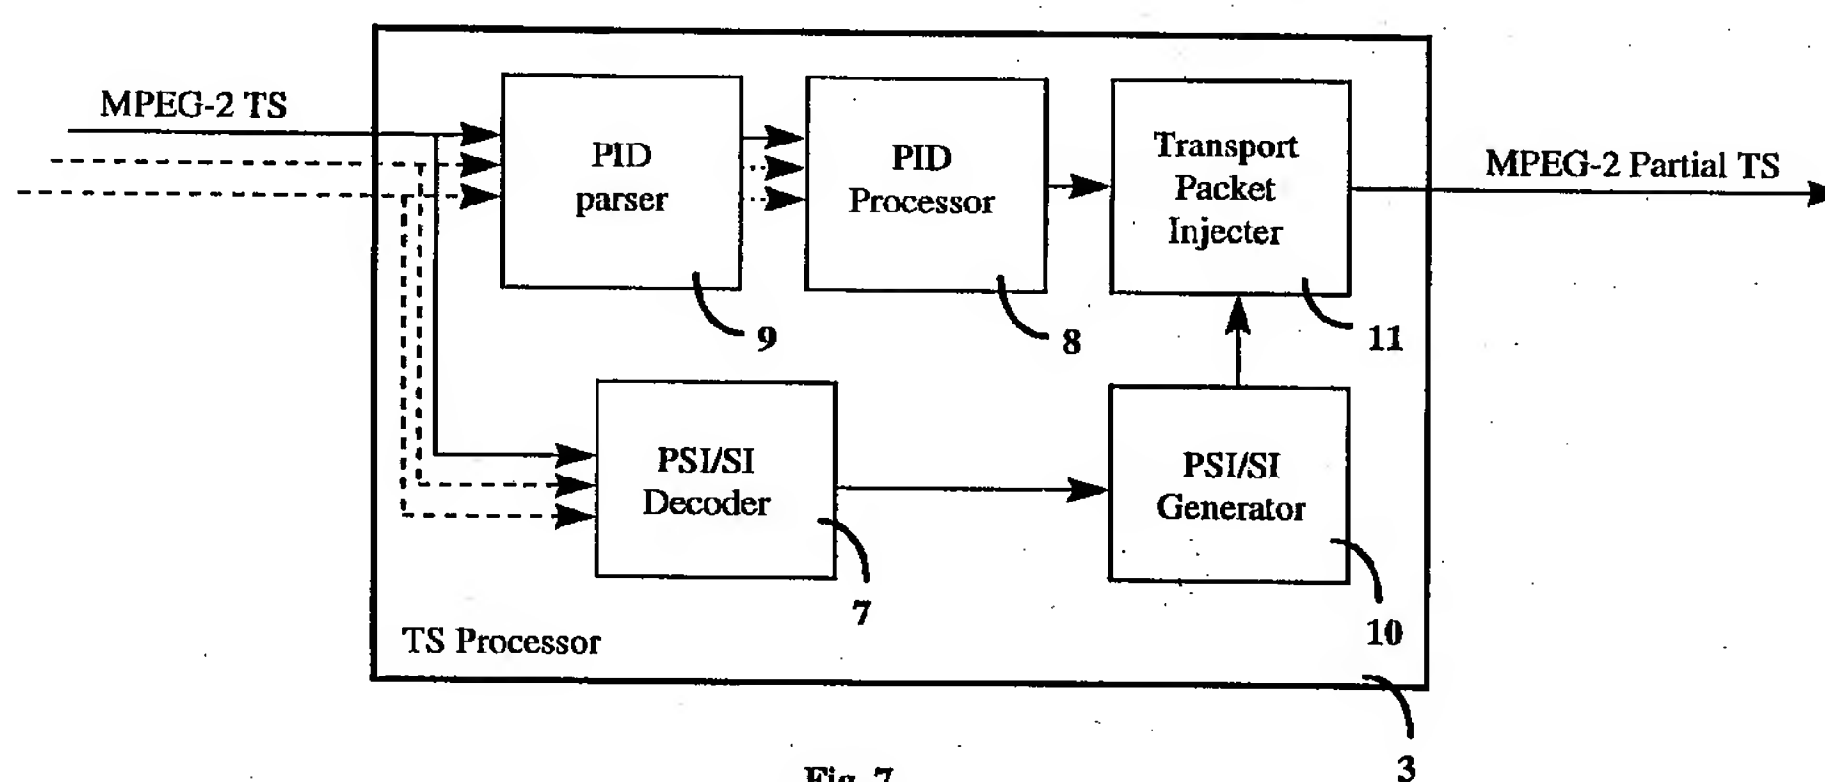 MPEG-2 TS
PID
parser
PID
Processor
Transport
Packet
Injecter
MPEG-2 Partial TS
9
8
11
PSI/SI
Decoder
PSI/SI
Generator
7
10
TS Processor
3
Fig. 7